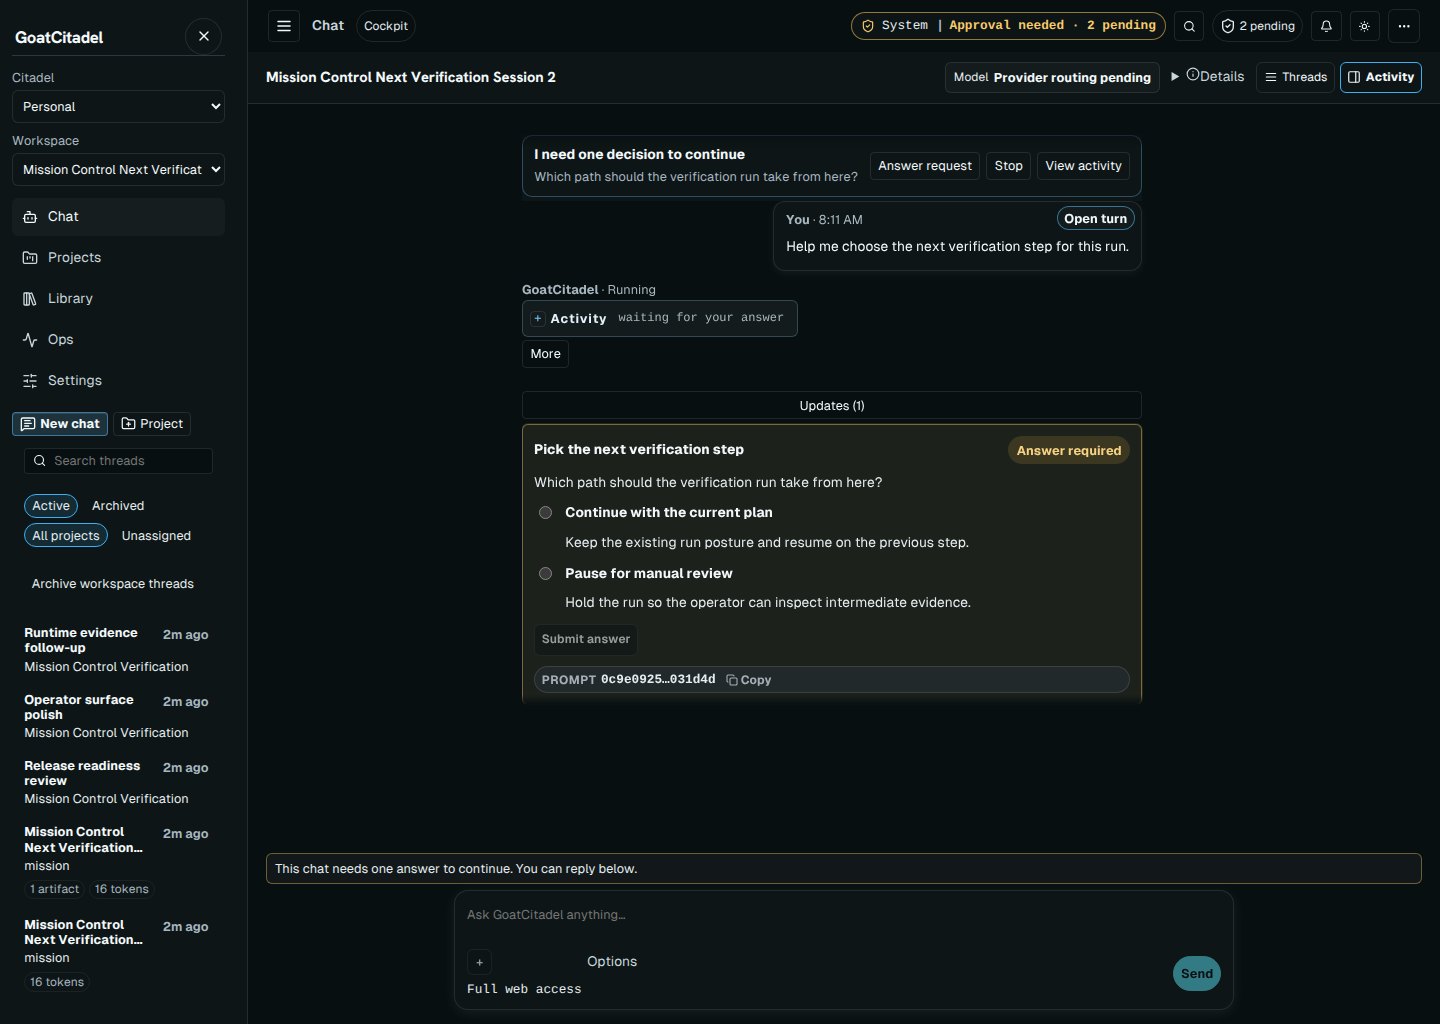 GoatCitadel
Citadel
Personal
Workspace
Mission Control Next Verificat
Chat
Projects
Library
Ops
Settings
New chat
Project
Search threads
Active
Archived
All projects
Unassigned
Archive workspace threads
Runtime evidence follow-up
2m ago
Mission Control Verification
Operator surface polish
2m ago
Mission Control Verification
Release readiness review
2m ago
Mission Control Verification
Mission Control Next Verification...
2m ago
mission
1 artifact
16 tokens
Mission Control Next Verification...
2m ago
mission
16 tokens
Chat
Cockpit
System | Approval needed · 2 pending
2 pending
Mission Control Next Verification Session 2
Model Provider routing pending
Details
Threads
Activity
I need one decision to continue
Which path should the verification run take from here?
Answer request
Stop
View activity
You · 8:11 AM
Open turn
Help me choose the next verification step for this run.
GoatCitadel · Running
+ Activity waiting for your answer
More
Updates (1)
Pick the next verification step
Answer required
Which path should the verification run take from here?
Continue with the current plan
Keep the existing run posture and resume on the previous step.
Pause for manual review
Hold the run so the operator can inspect intermediate evidence.
Submit answer
PROMPT 0c9e0925…031d4d Copy
This chat needs one answer to continue. You can reply below.
Ask GoatCitadel anything...
+
Options
Full web access
Send